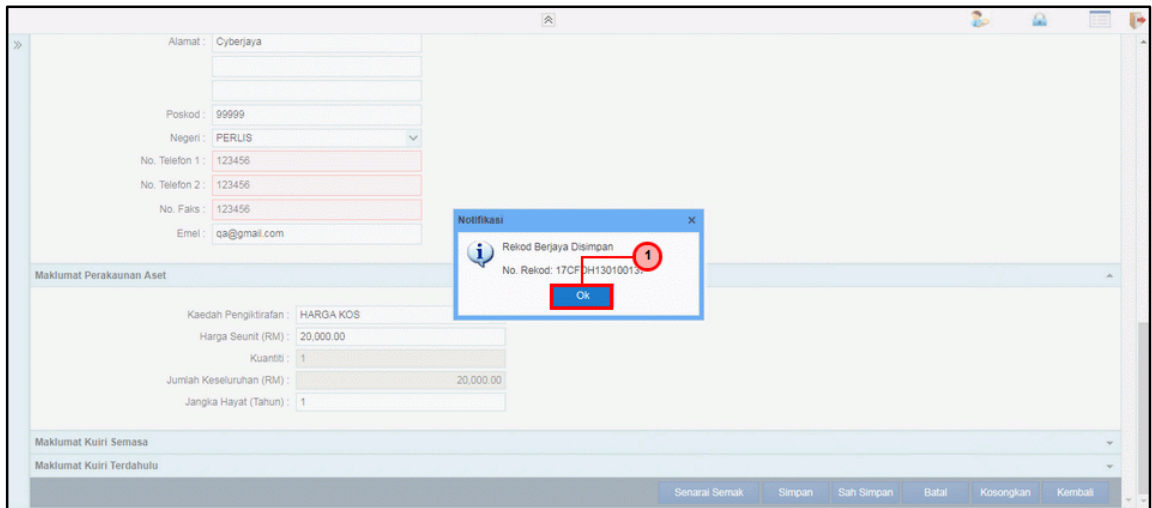 Alamat : Cyberjaya
Poskod : 99999
Negeri : PERLIS
No. Telefon 1 : 123456
No. Telefon 2 : 123456
No. Faks : 123456
Emel : qa@gmail.com
Notifikasi
Rekod Berjaya Disimpan
1
No. Rekod: 17CFDH130100137
Ok
Maklumat Perakaunan Aset
Kaedah Pengiktirafan : HARGA KOS
Harga Seunit (RM) : 20,000.00
Kuantiti : 1
Jumlah Keseluruhan (RM) : 20,000.00
Jangka Hayat (Tahun) : 1
Maklumat Kuiri Semasa
Maklumat Kuiri Terdahulu
Senarai Semak Simpan Sah Simpan Batal Kosongkan Kembali